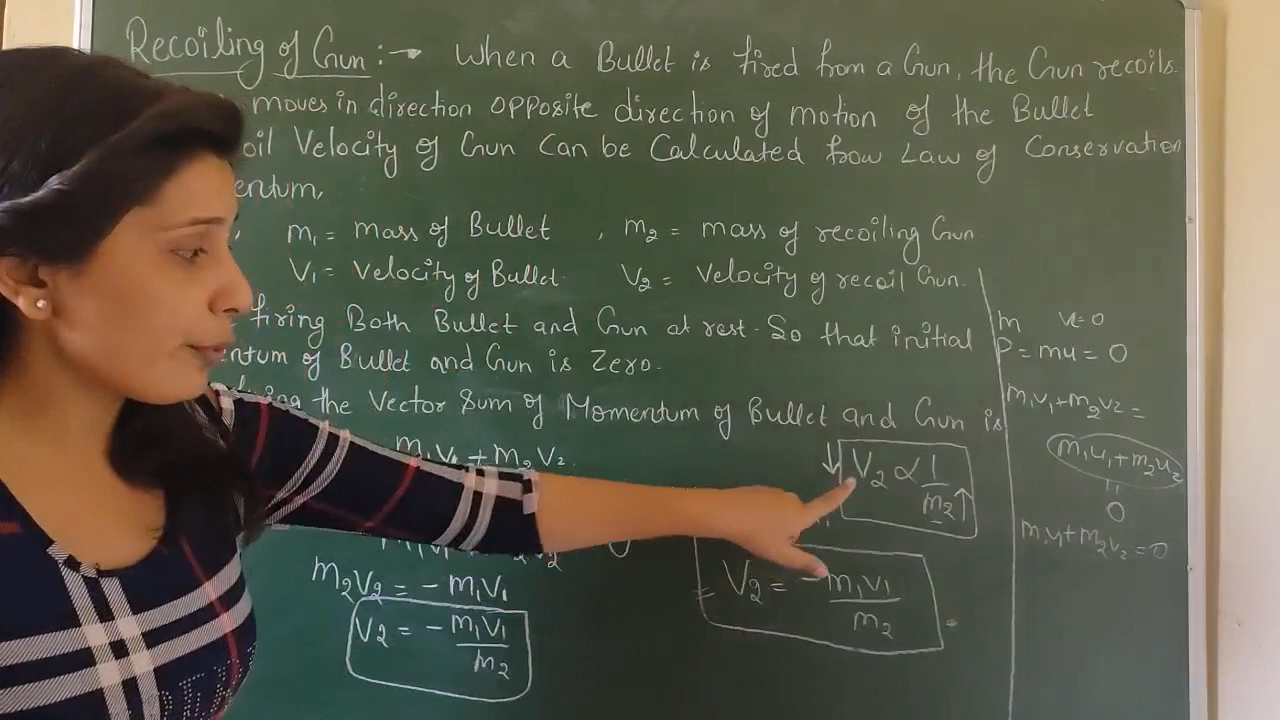 Recoiling of Gun :- When a Bullet is fired from a Gun, the Gun recoils.
moves in direction opposite direction of motion of the Bullet
oil Velocity of Gun Can be Calculated from Law of Conservation
entum,
m₁ = mass of Bullet , m₂ = mass of recoiling Gun
V₁ = Velocity of Bullet. V₂ = Velocity of recoil Gun.
firing Both Bullet and Gun at rest. So that initial
ntum of Bullet and Gun is Zero.
the Vector Sum of Momentum of Bullet and Gun is
m₁V₁ + m₂V₂.
m₂V₂ = - m₁V₁
V₂ = - m₁V₁/m₂
↓ V₂ ∝ 1/m₂ ↑
= V₂ = - m₁V₁/m₂
m u=0
P = mu = 0
m₁v₁+m₂v₂ =
m₁u₁+m₂u₂
||
0
m₁v₁+m₂v₂ = 0